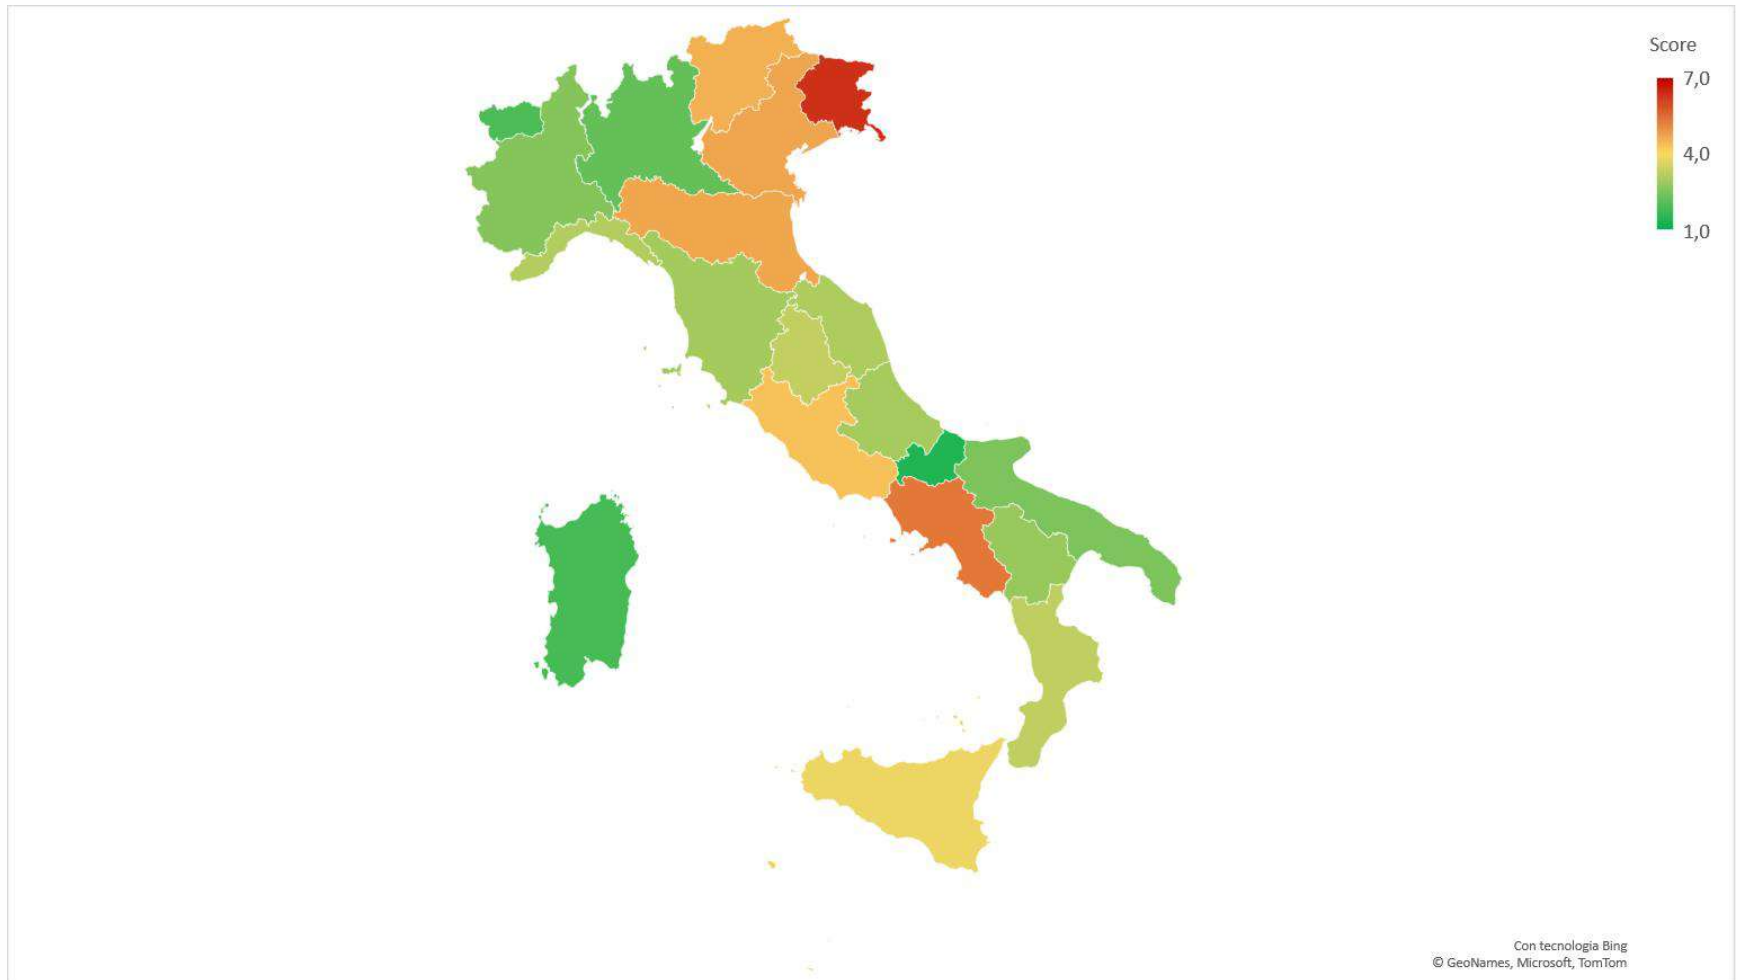 Score
7,0
4,0
1,0
Con tecnologia Bing
© GeoNames, Microsoft, TomTom